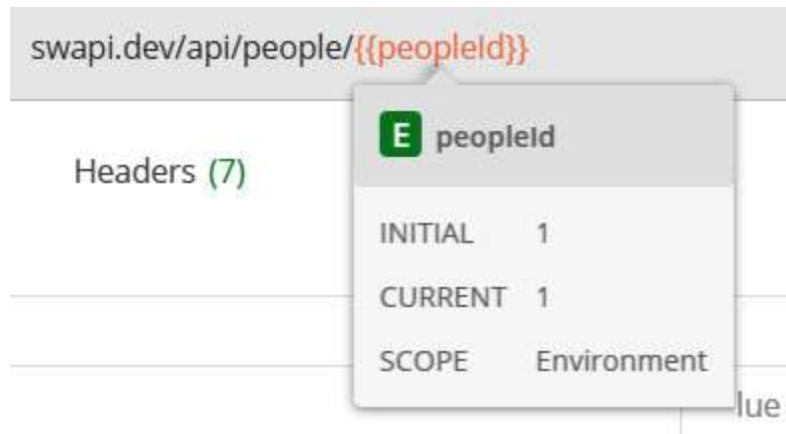 swapi.dev/api/people/{{peopleId}}
E peopleId
Headers (7)
INITIAL 1
CURRENT 1
SCOPE Environment
lue